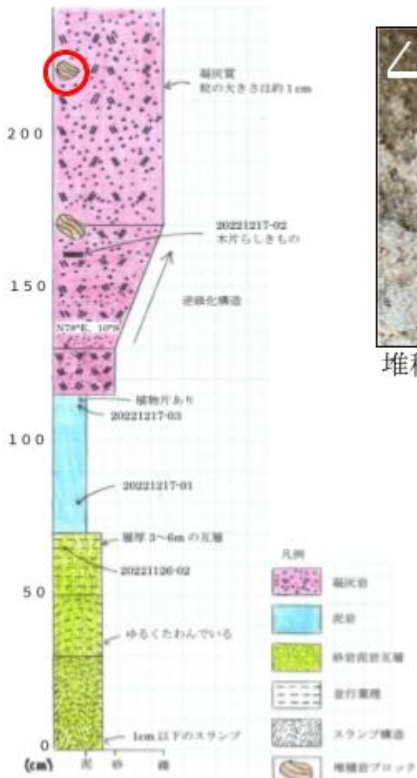 凝灰質
粒の大きさは約1cm
200
20221217-02
木片らしきもの
150
逆級化構造
N78°E, 10°S
植物片あり
20221217-03
100
20221217-01
層厚 3～6m の互層
20221126-02
50
ゆるくたわんでいる
1cm 以下のスランプ
0
(cm)
泥
砂
礫
凡例
凝灰岩
泥岩
砂岩泥岩互層
並行葉理
スランプ構造
堆積岩ブロック
堆